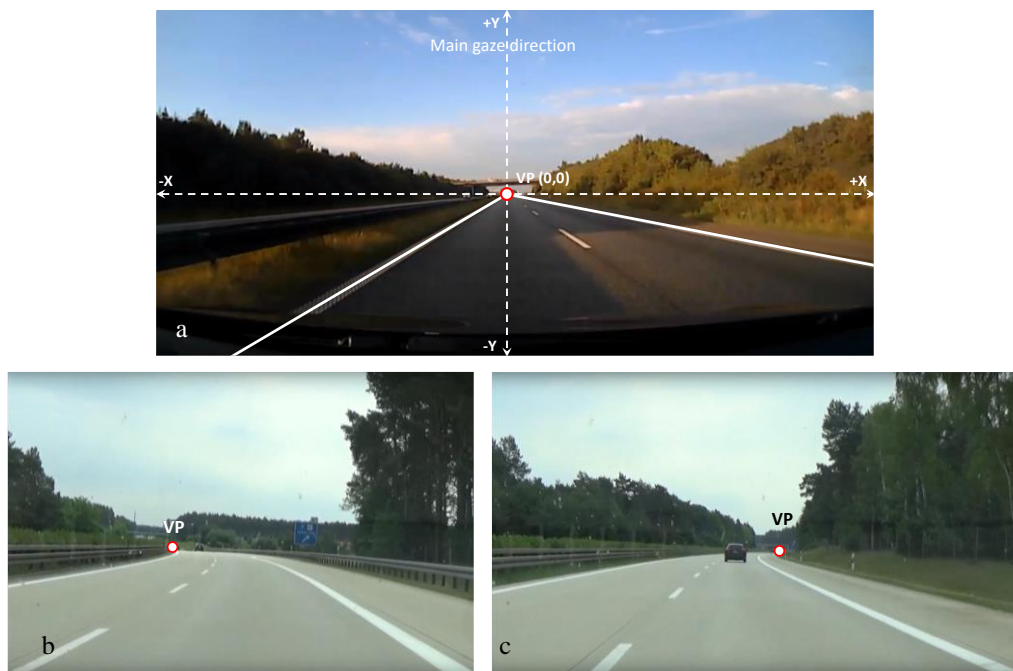 +Y
Main gaze direction
VP (0,0)
-X
+X
a
-Y
VP
b
VP
c